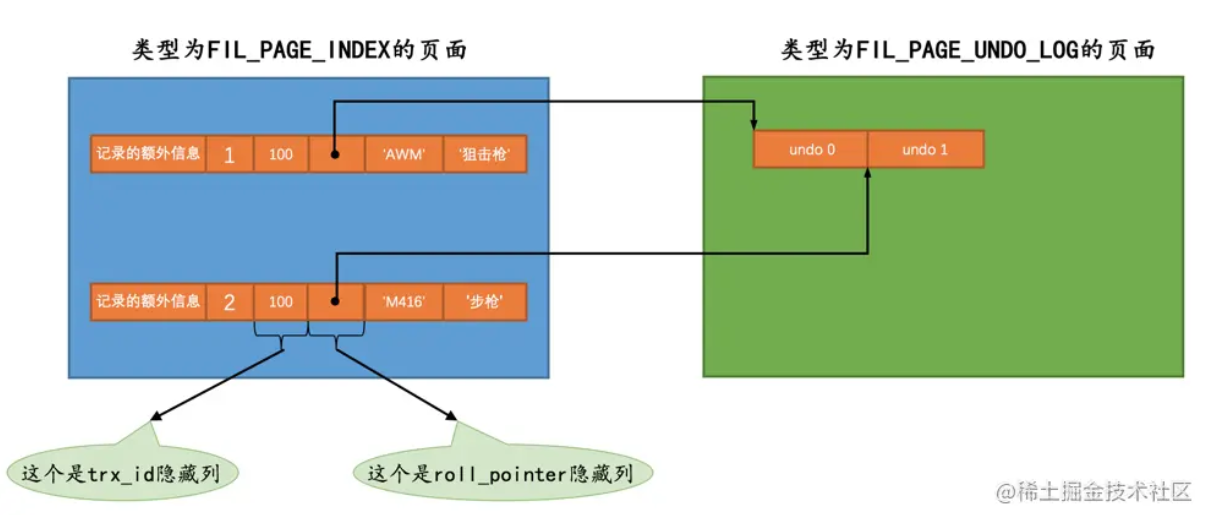 类型为FIL_PAGE_INDEX的页面
类型为FIL_PAGE_UNDO_LOG的页面
记录的额外信息 1 100 'AWM' '狙击枪'
undo 0 undo 1
记录的额外信息 2 100 'M416' '步枪'
这个是trx_id隐藏列
这个是roll_pointer隐藏列
@稀土掘金技术社区